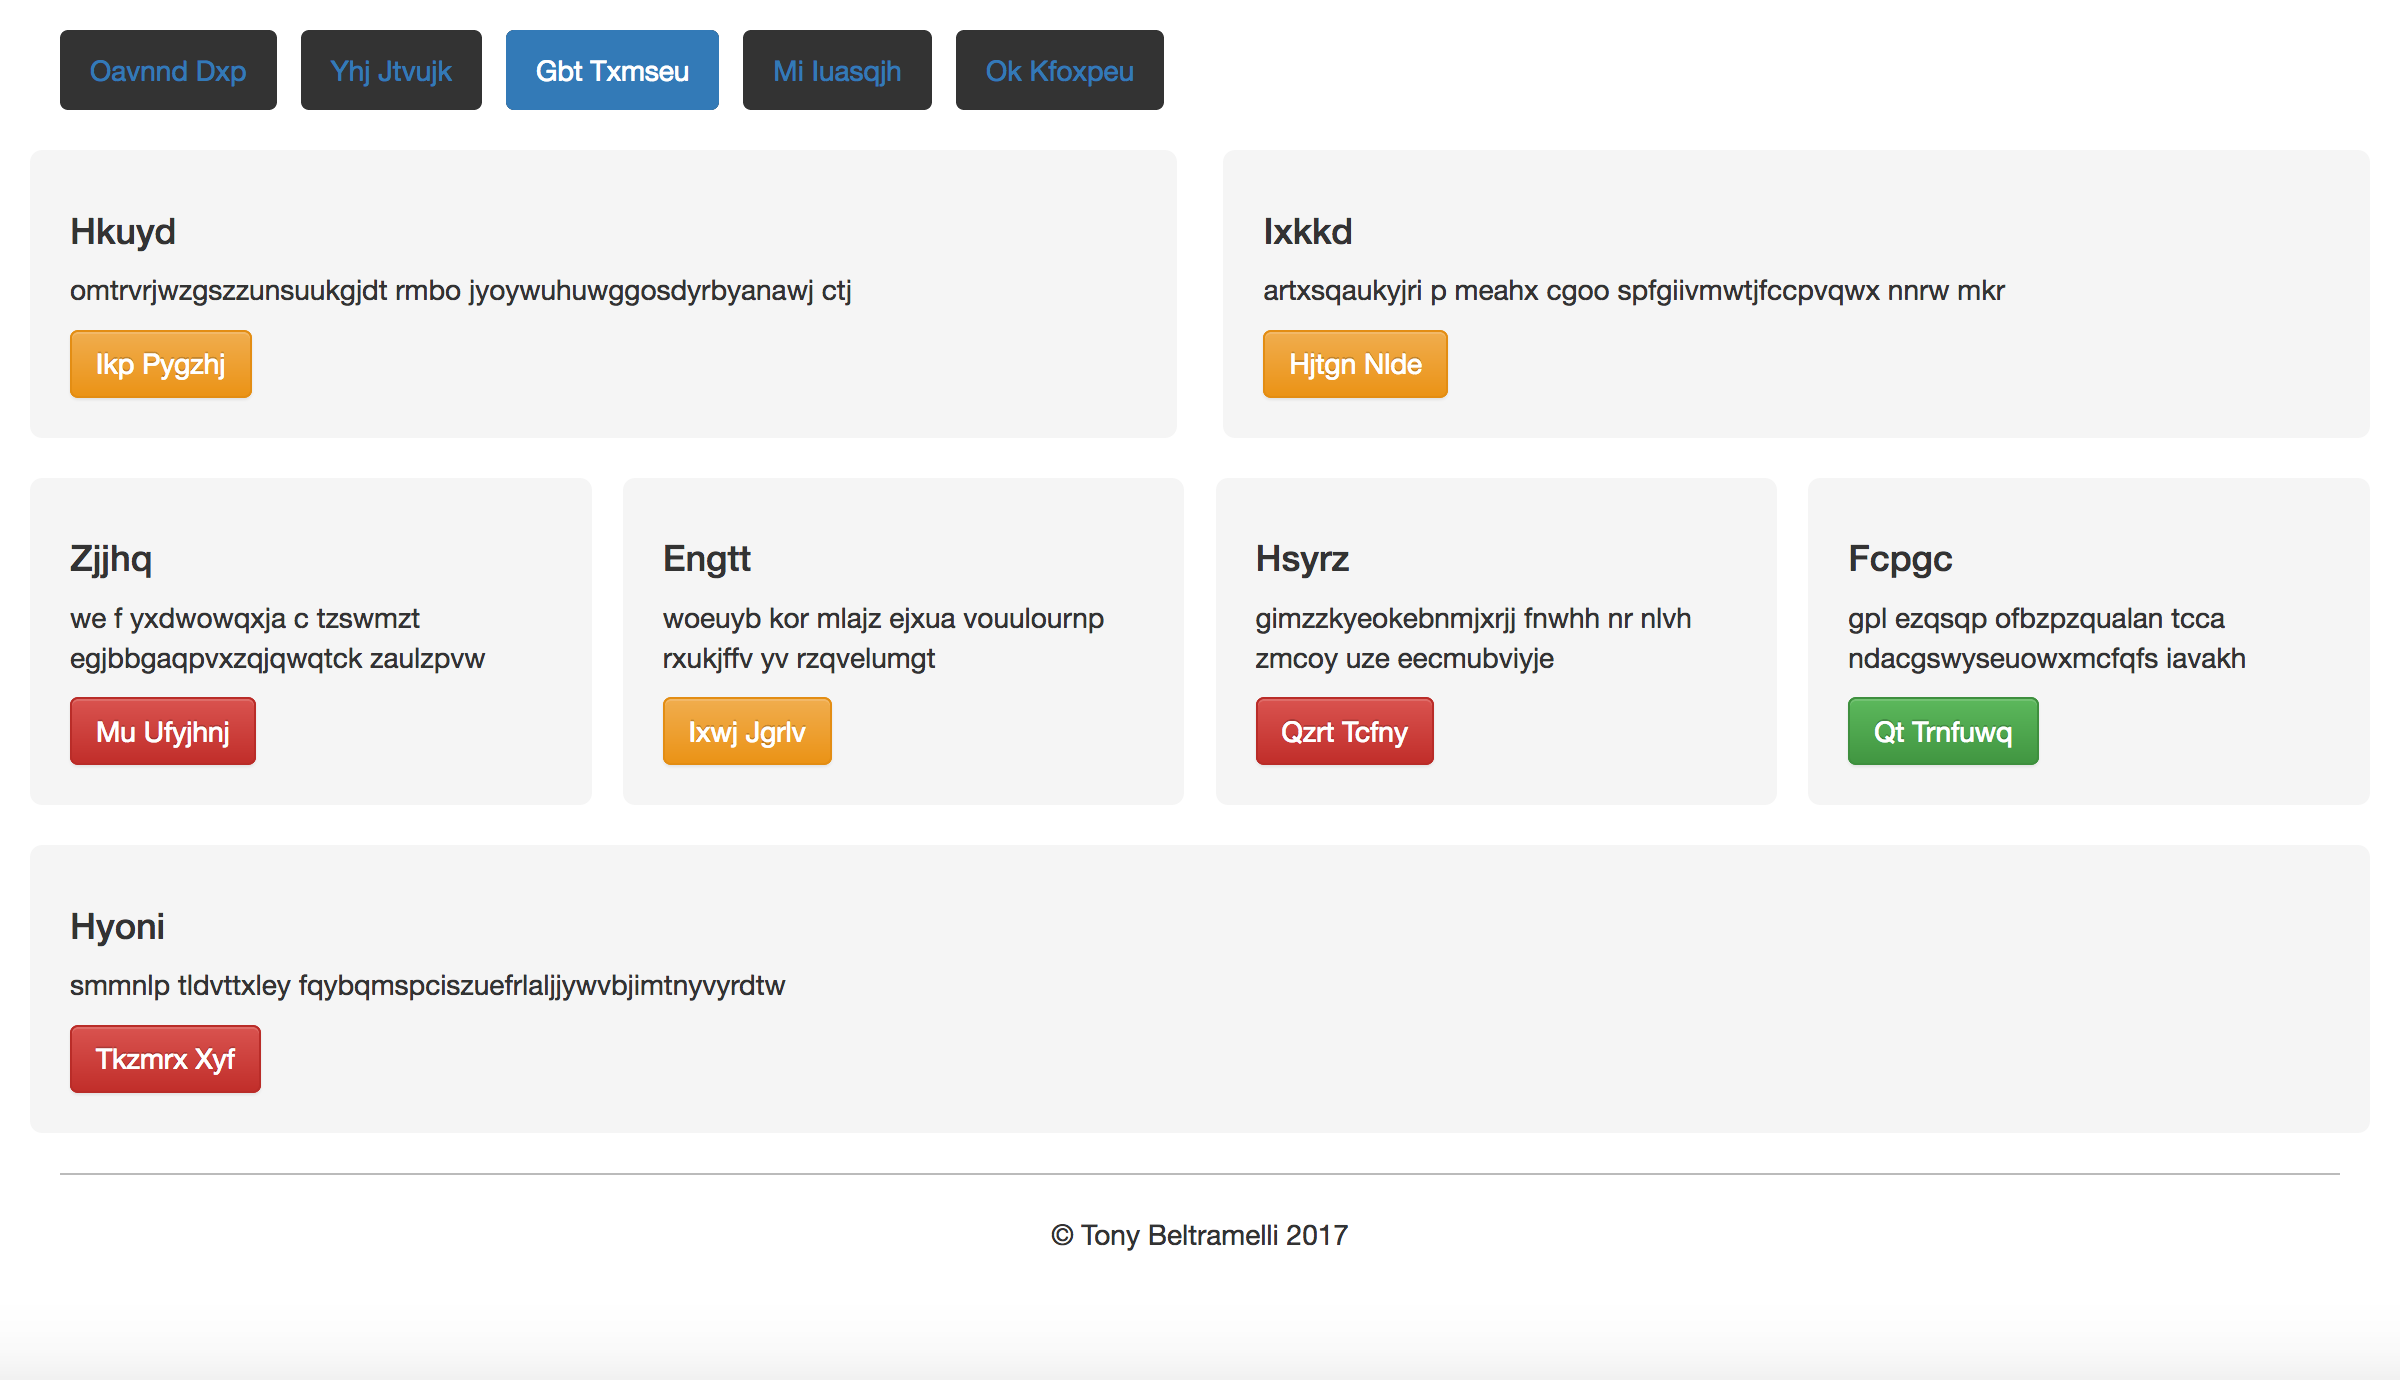 Oavnnd Dxp
Yhj Jtvujk
Gbt Txmseu
Mi Iuasqjh
Ok Kfoxpeu
Hkuyd
omtrvrjwzgszzunsuukgjdt rmbo jyoywuhuwggosdyrbyanawj ctj
Ikp Pygzhj
Ixkkd
artxsqaukyjri p meahx cgoo spfgiivmwtjfccpvqwx nnrw mkr
Hjtgn Nlde
Zjjhq
we f yxdwowqxja c tzswmzt
egjbbgaqpvxzqjqwqtck zaulzpvw
Mu Ufyjhnj
Engtt
woeuyb kor mlajz ejxua vouulournp
rxukjffv yv rzqvelumgt
Ixwj Jgrlv
Hsyrz
gimzzkyeokebnmjxrjj fnwhh nr nlvh
zmcoy uze eecmubviyje
Qzrt Tcfny
Fcpgc
gpl ezqsqp ofbzpzqualan tcca
ndacgswyseuowxmcfqfs iavakh
Qt Trnfuwq
Hyoni
smmnlp tldvttxley fqybqmspciszuefrlaljjywvbjimtnyvyrdtw
Tkzmrx Xyf
© Tony Beltramelli 2017